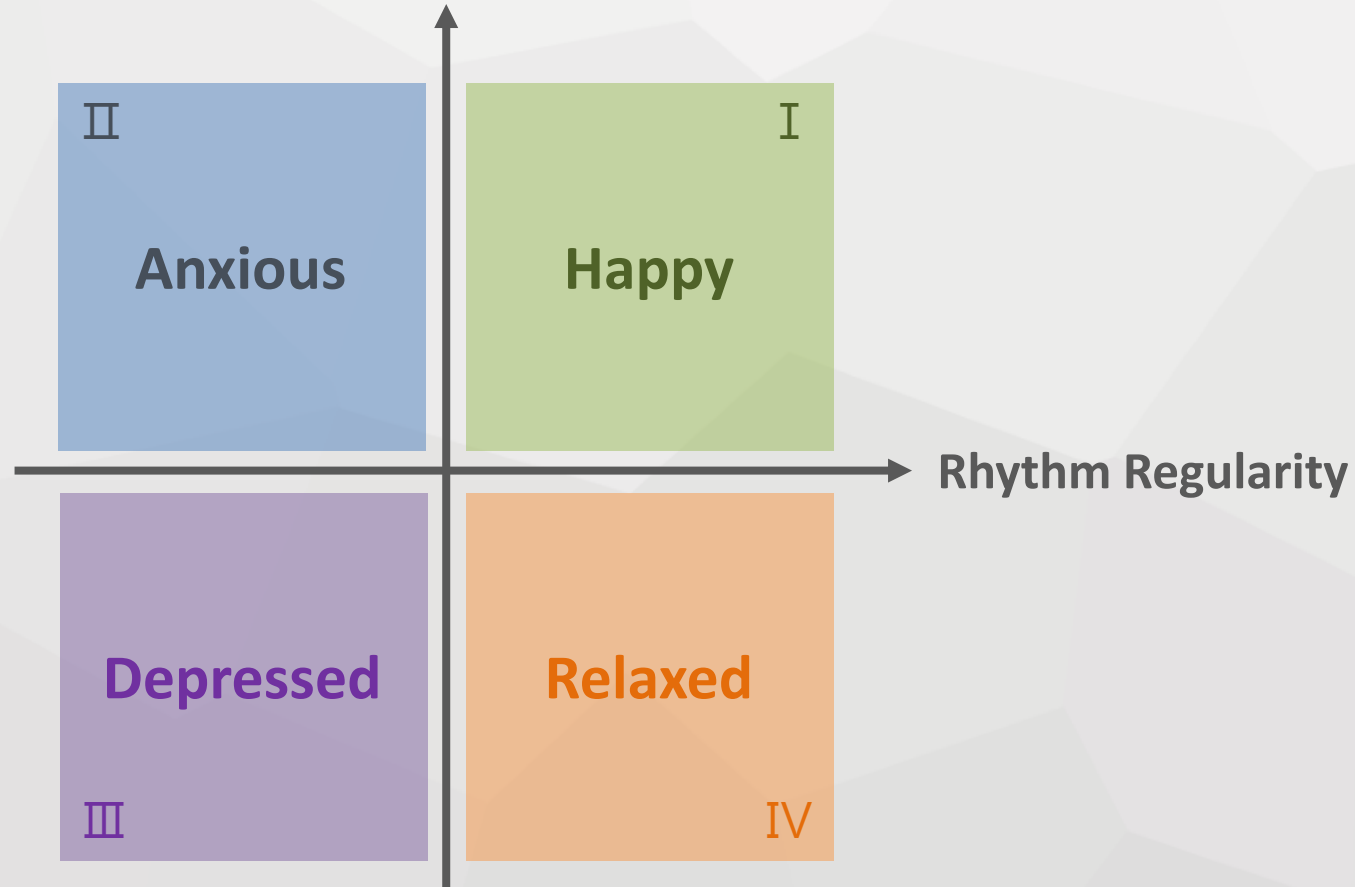 Ⅱ
Ⅰ
Anxious
Happy
Rhythm Regularity
Depressed
Relaxed
Ⅲ
Ⅳ